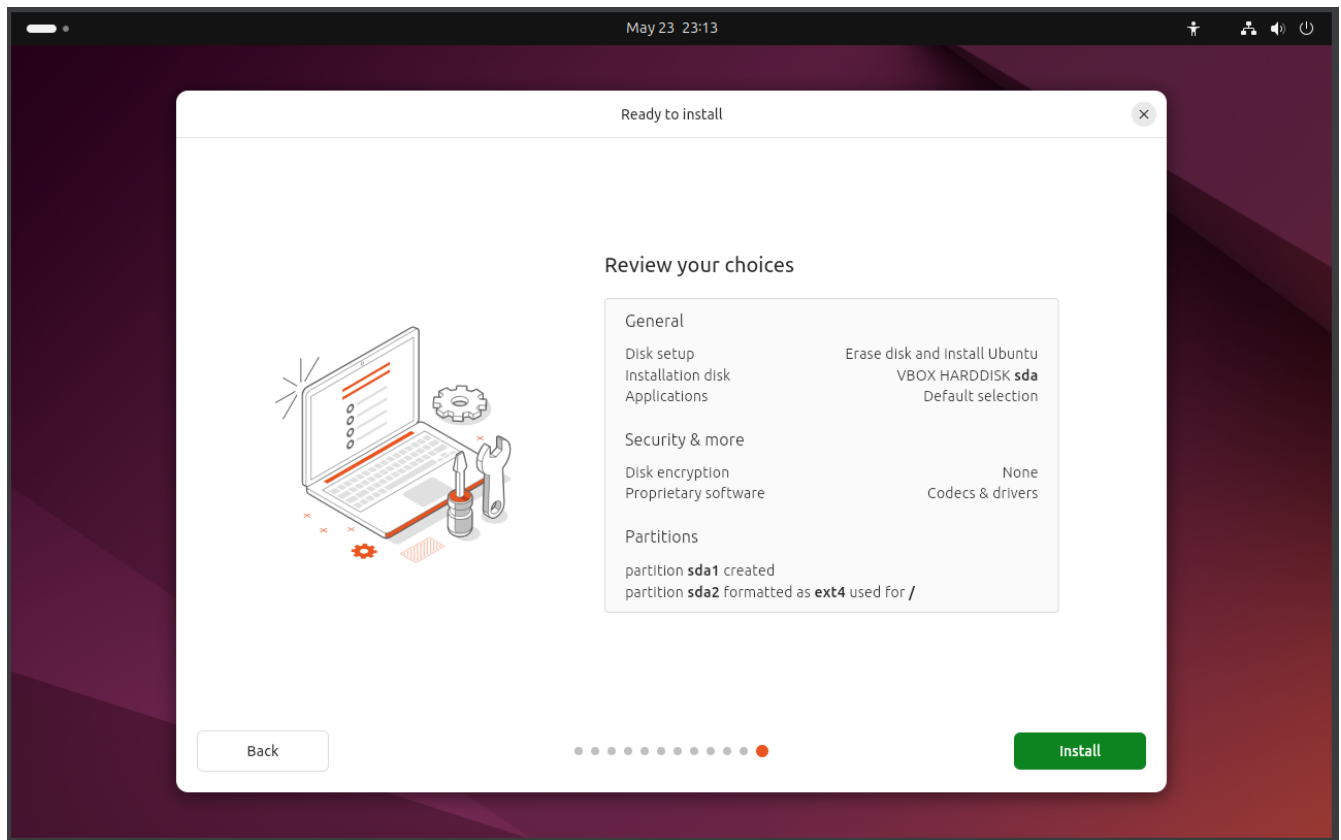 May 23 23:13
Ready to install
Review your choices
General
Disk setup Erase disk and install Ubuntu
Installation disk VBOX HARDDISK sda
Applications Default selection
Security & more
Disk encryption None
Proprietary software Codecs & drivers
Partitions
partition sda1 created
partition sda2 formatted as ext4 used for /
Back
Install